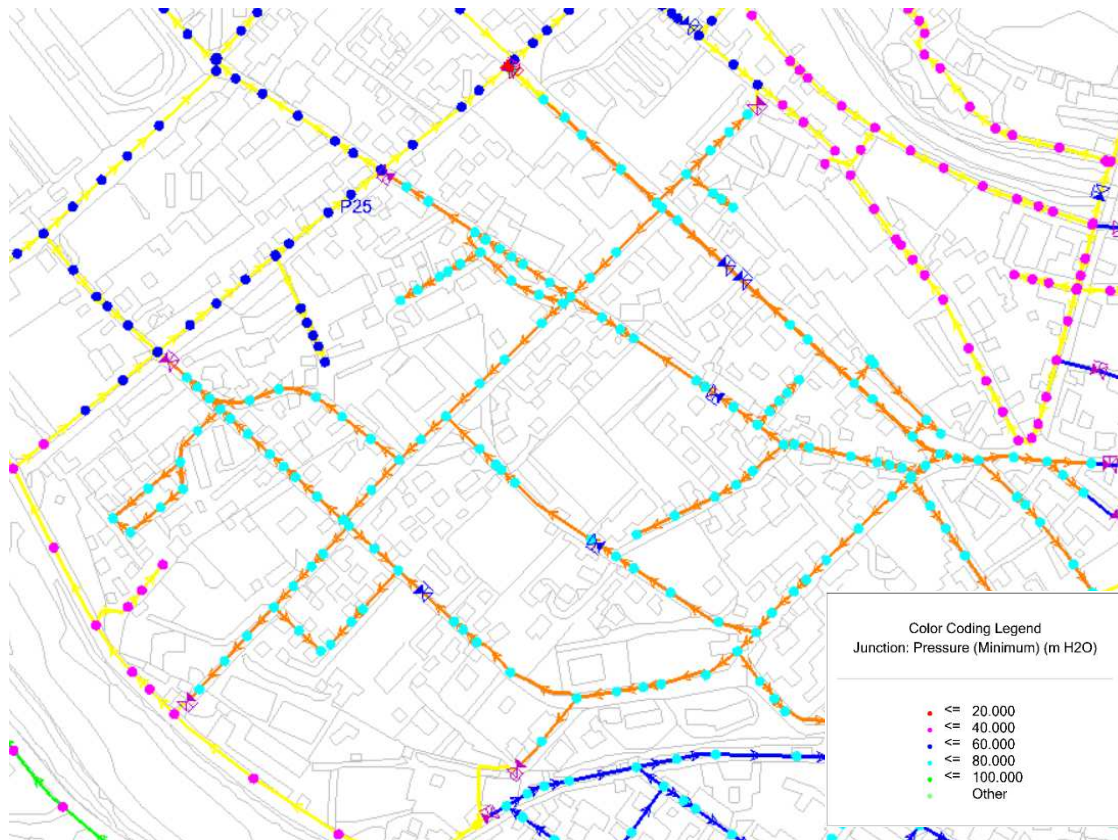 P25
Color Coding Legend
Junction: Pressure (Minimum) (m H2O)
<= 20.000
<= 40.000
<= 60.000
<= 80.000
<= 100.000
Other